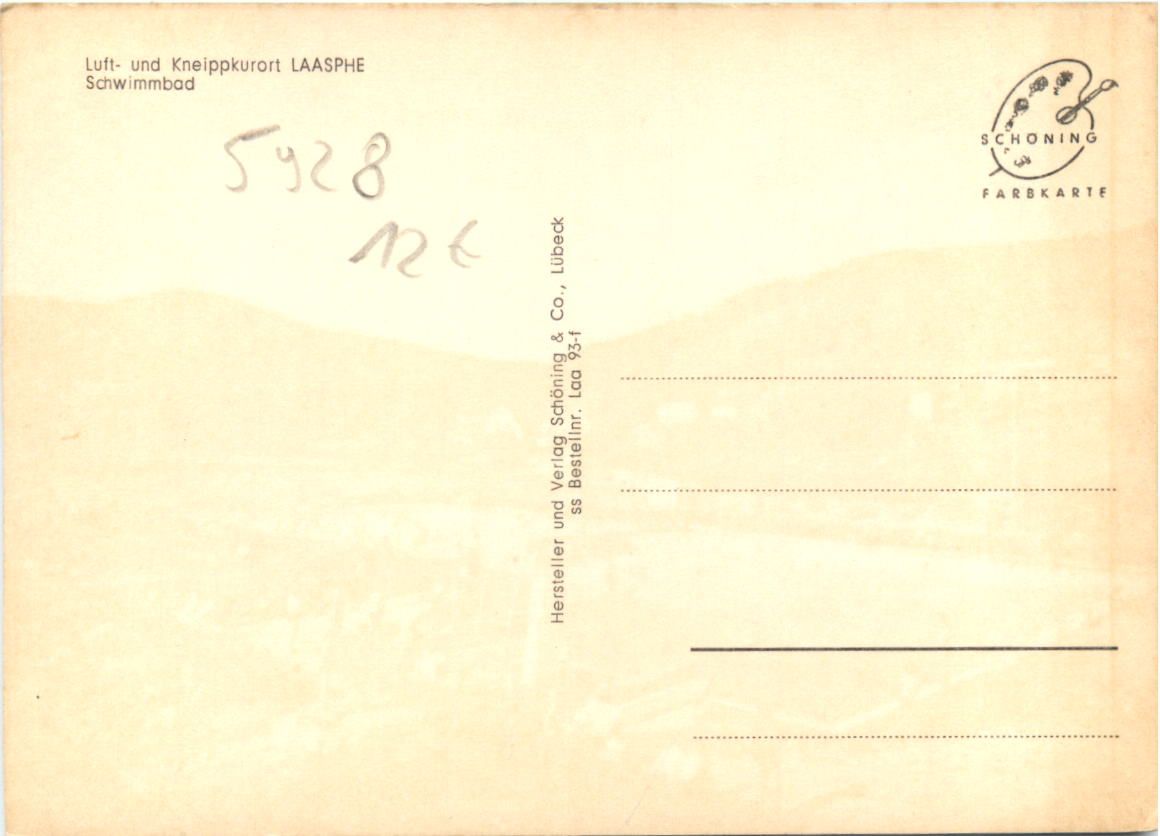 Luft- und Kneippkurort LAASPHE
Schwimmbad
5928
12 €
SCHÖNING
FARBKARTE
Hersteller und Verlag Schöning & Co., Lübeck
ss Bestellnr. Laa 93-f